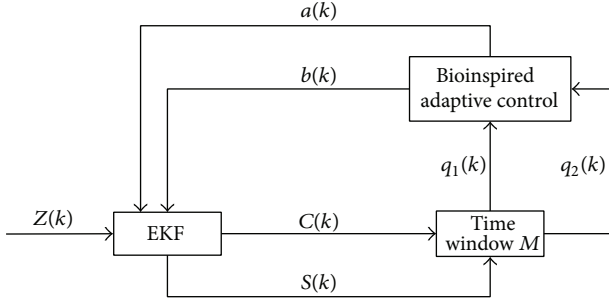 a(k)
b(k)
Bioinspired
adaptive control
q₁(k)
q₂(k)
Z(k)
EKF
C(k)
Time
window M
S(k)